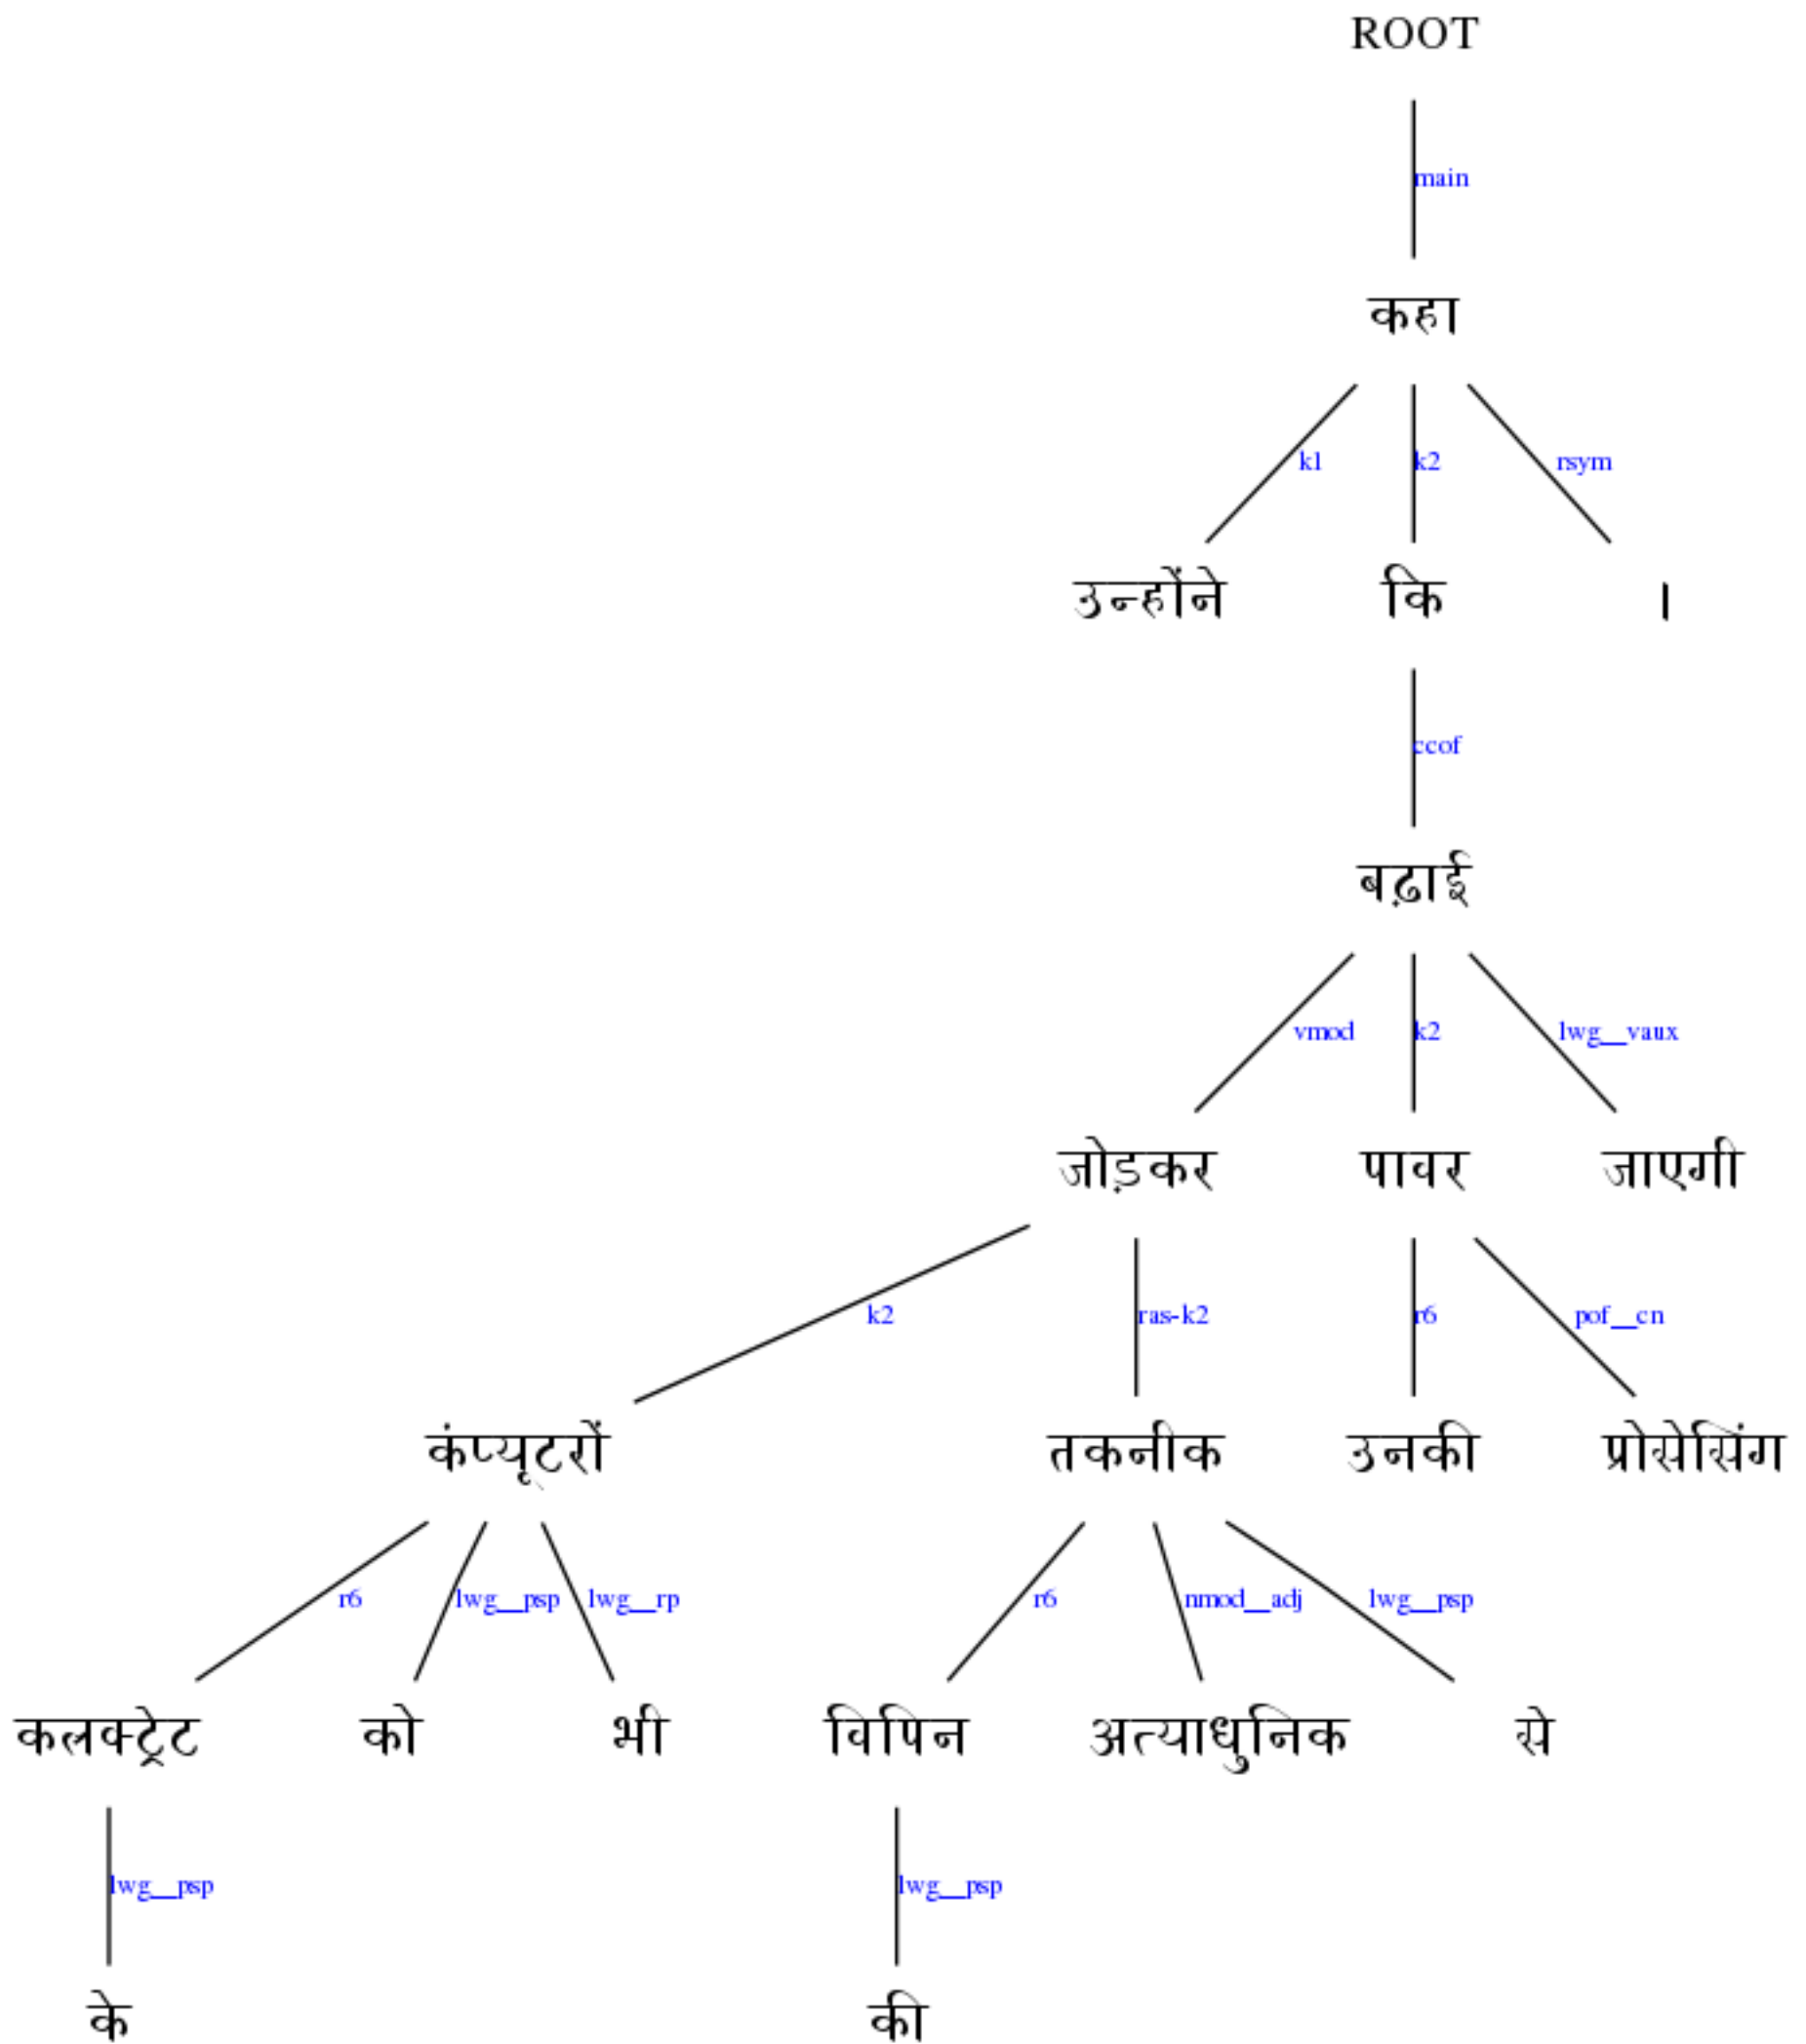 ROOT
main
कहा
k1 k2 rsym
उन्होंने कि ।
ccof
बढ़ाई
vmod k2 lwg__vaux
जोड़कर पावर जाएगी
k2 ras-k2 r6 pof__cn
कंप्यूटरों तकनीक उनकी प्रोसेसिंग
r6 lwg__psp lwg__rp r6 nmod__adj lwg__psp
कलक्ट्रेट को भी विपिन अत्याधुनिक से
lwg__psp lwg__psp
के की